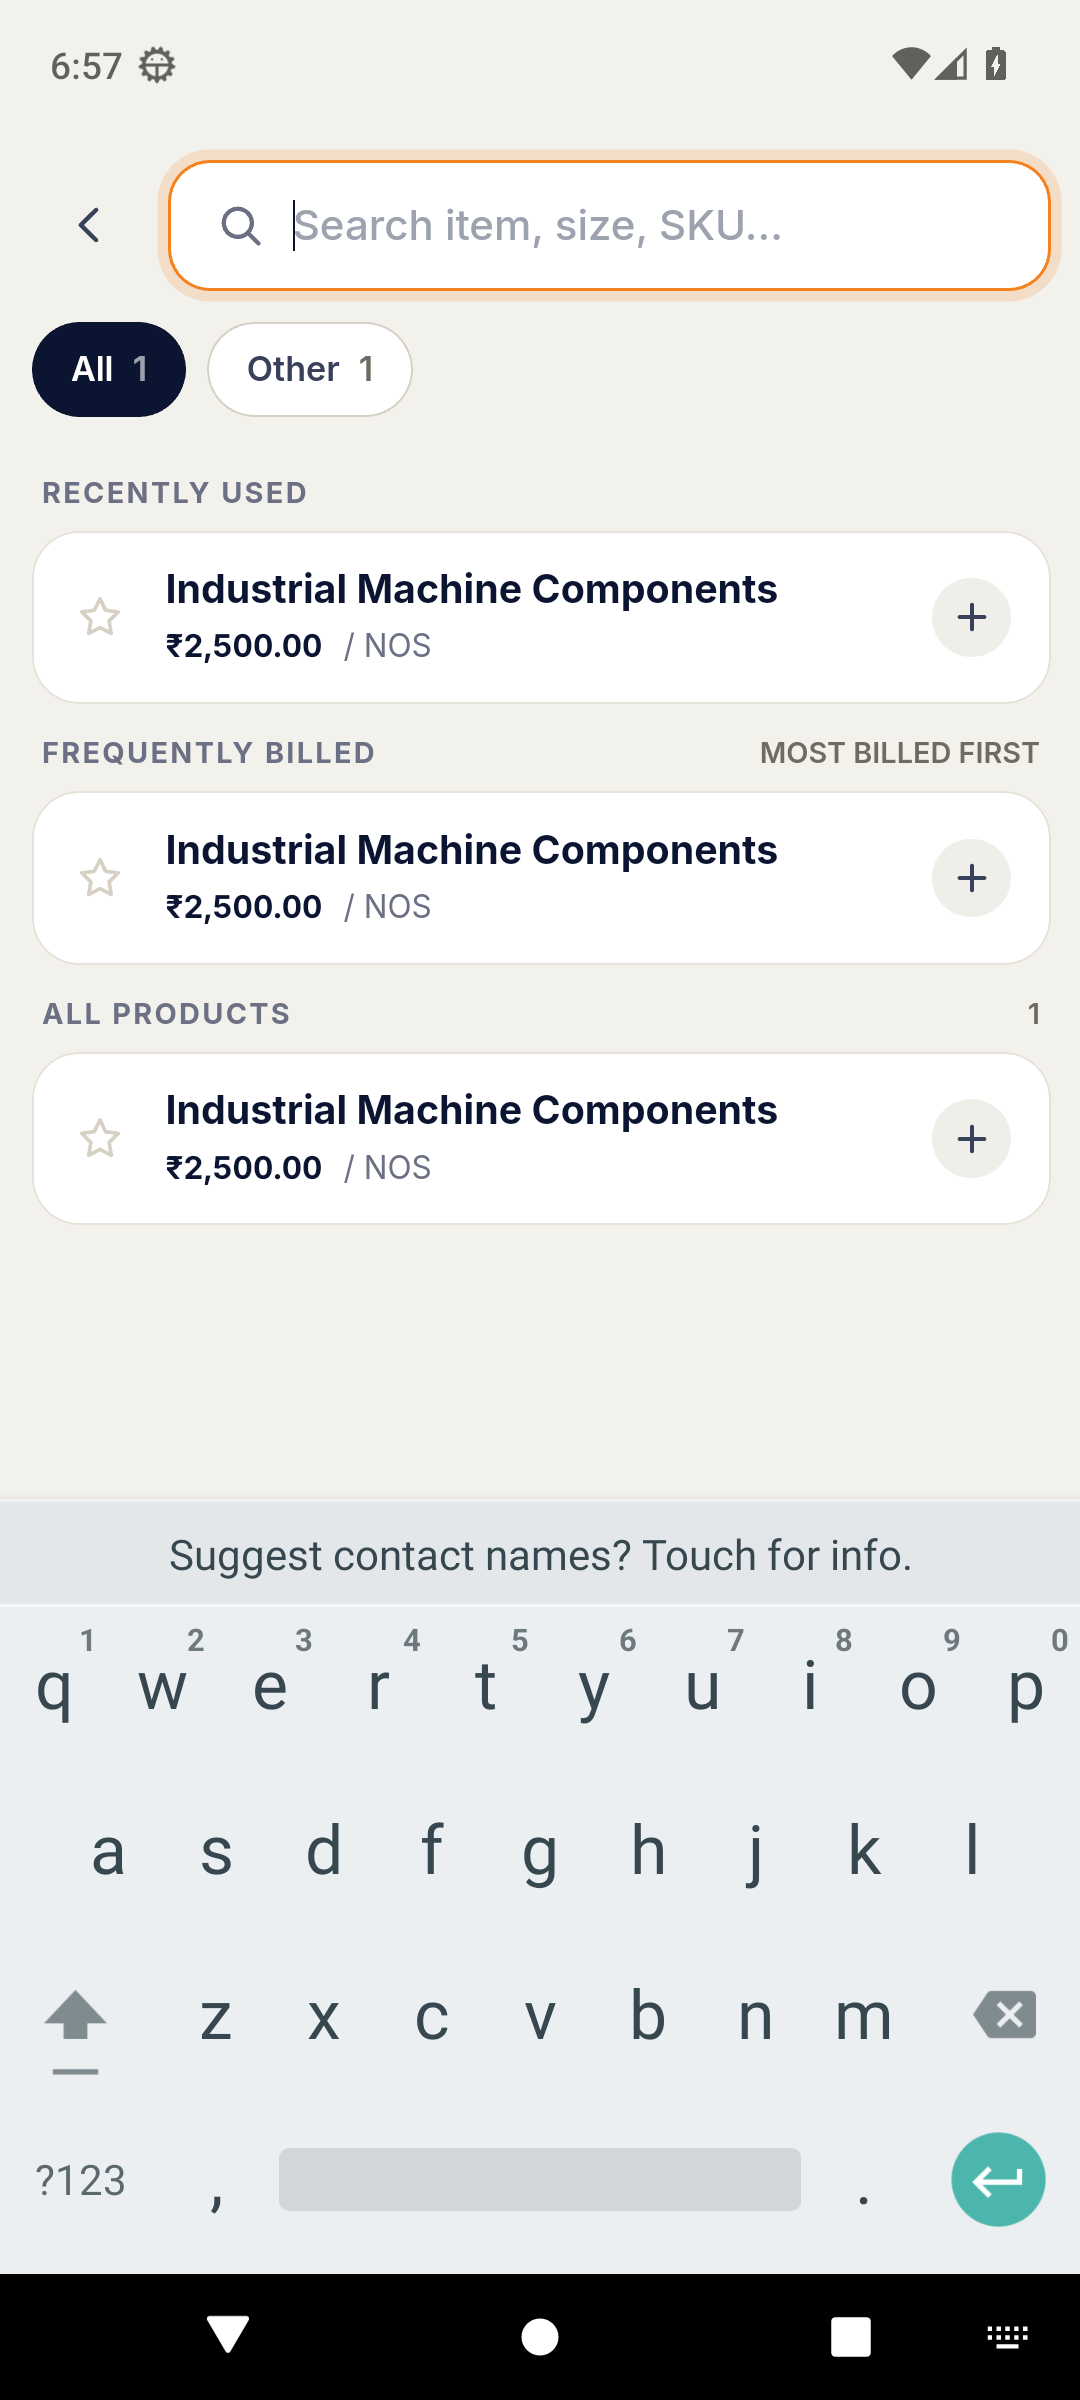 6:57
Search item, size, SKU...
All 1
Other 1
RECENTLY USED
Industrial Machine Components
₹2,500.00 / NOS
FREQUENTLY BILLED MOST BILLED FIRST
Industrial Machine Components
₹2,500.00 / NOS
ALL PRODUCTS 1
Industrial Machine Components
₹2,500.00 / NOS
Suggest contact names? Touch for info.
1 2 3 4 5 6 7 8 9 0
q w e r t y u i o p
a s d f g h j k l
z x c v b n m
?123 , .